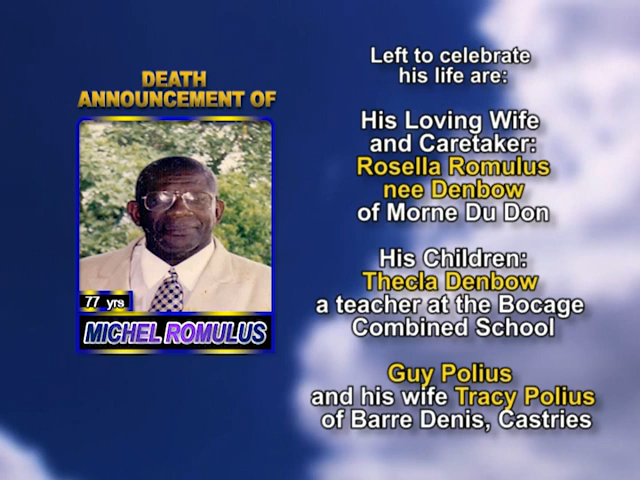 DEATH
ANNOUNCEMENT OF
77 yrs
MICHEL ROMULUS
Left to celebrate
his life are:
His Loving Wife
and Caretaker:
Rosella Romulus
nee Denbow
of Morne Du Don
His Children:
Thecla Denbow
a teacher at the Bocage
Combined School
Guy Polius
and his wife Tracy Polius
of Barre Denis, Castries